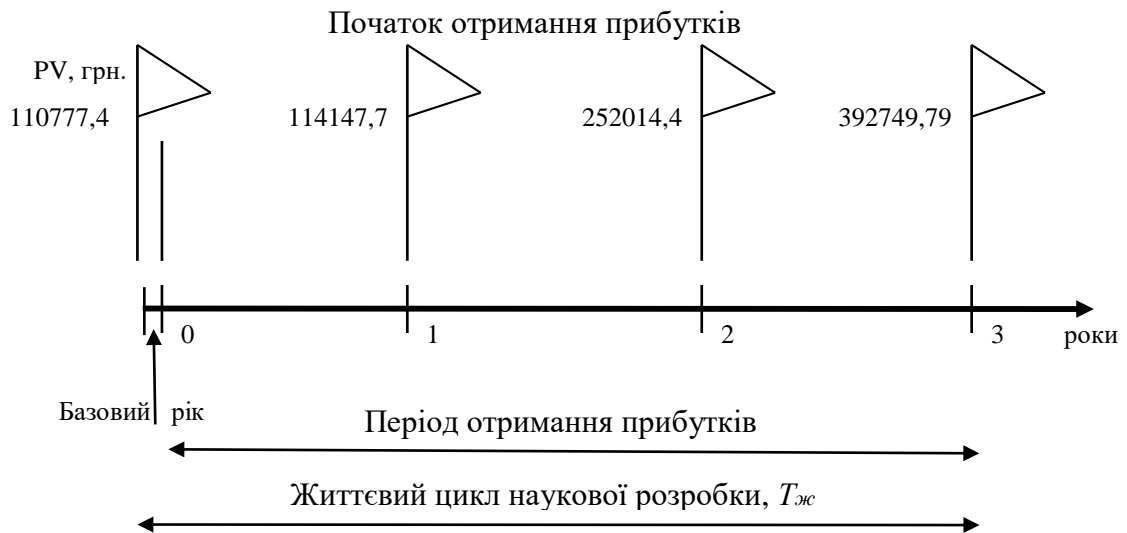 Початок отримання прибутків
PV, грн.
110777,4 114147,7 252014,4 392749,79
0 1 2 3 роки
Базовий рік
Період отримання прибутків
Життєвий цикл наукової розробки, Тж